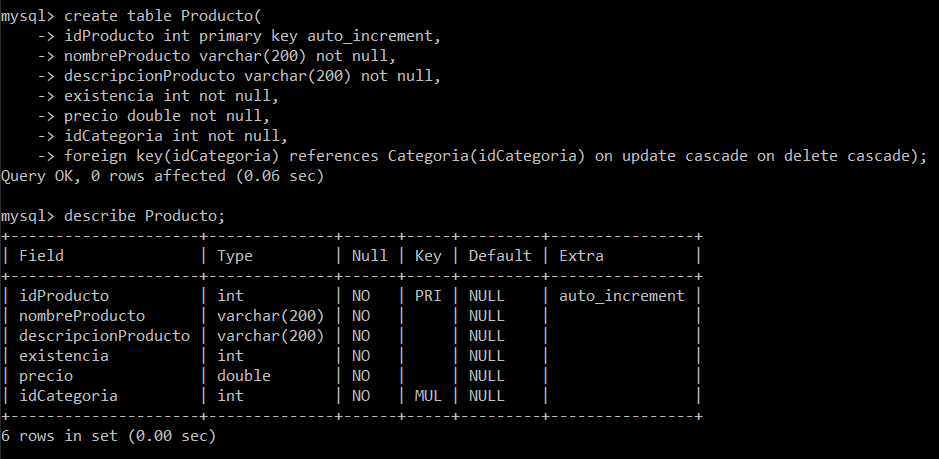 mysql> create table Producto(
    -> idProducto int primary key auto_increment,
    -> nombreProducto varchar(200) not null,
    -> descripcionProducto varchar(200) not null,
    -> existencia int not null,
    -> precio double not null,
    -> idCategoria int not null,
    -> foreign key(idCategoria) references Categoria(idCategoria) on update cascade on delete cascade);
Query OK, 0 rows affected (0.06 sec)

mysql> describe Producto;
+---------------------+--------------+------+-----+---------+----------------+
| Field               | Type         | Null | Key | Default | Extra          |
+---------------------+--------------+------+-----+---------+----------------+
| idProducto          | int          | NO   | PRI | NULL    | auto_increment |
| nombreProducto      | varchar(200) | NO   |     | NULL    |                |
| descripcionProducto | varchar(200) | NO   |     | NULL    |                |
| existencia          | int          | NO   |     | NULL    |                |
| precio              | double       | NO   |     | NULL    |                |
| idCategoria         | int          | NO   | MUL | NULL    |                |
+---------------------+--------------+------+-----+---------+----------------+
6 rows in set (0.00 sec)